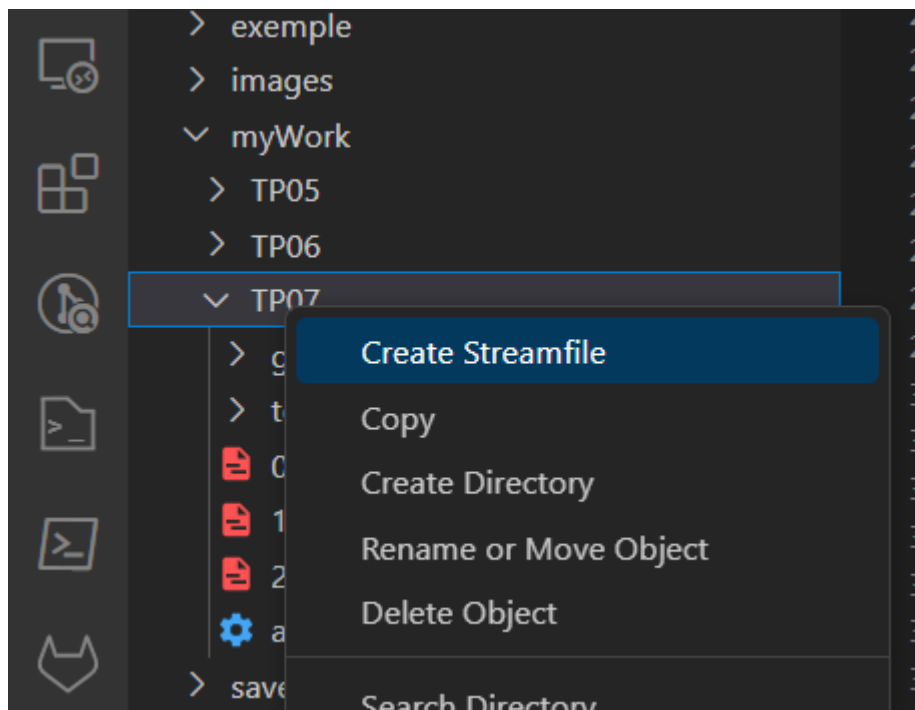 exemple
images
myWork
TP05
TP06
TP07
Create Streamfile
Copy
Create Directory
Rename or Move Object
Delete Object
save
Search Directory